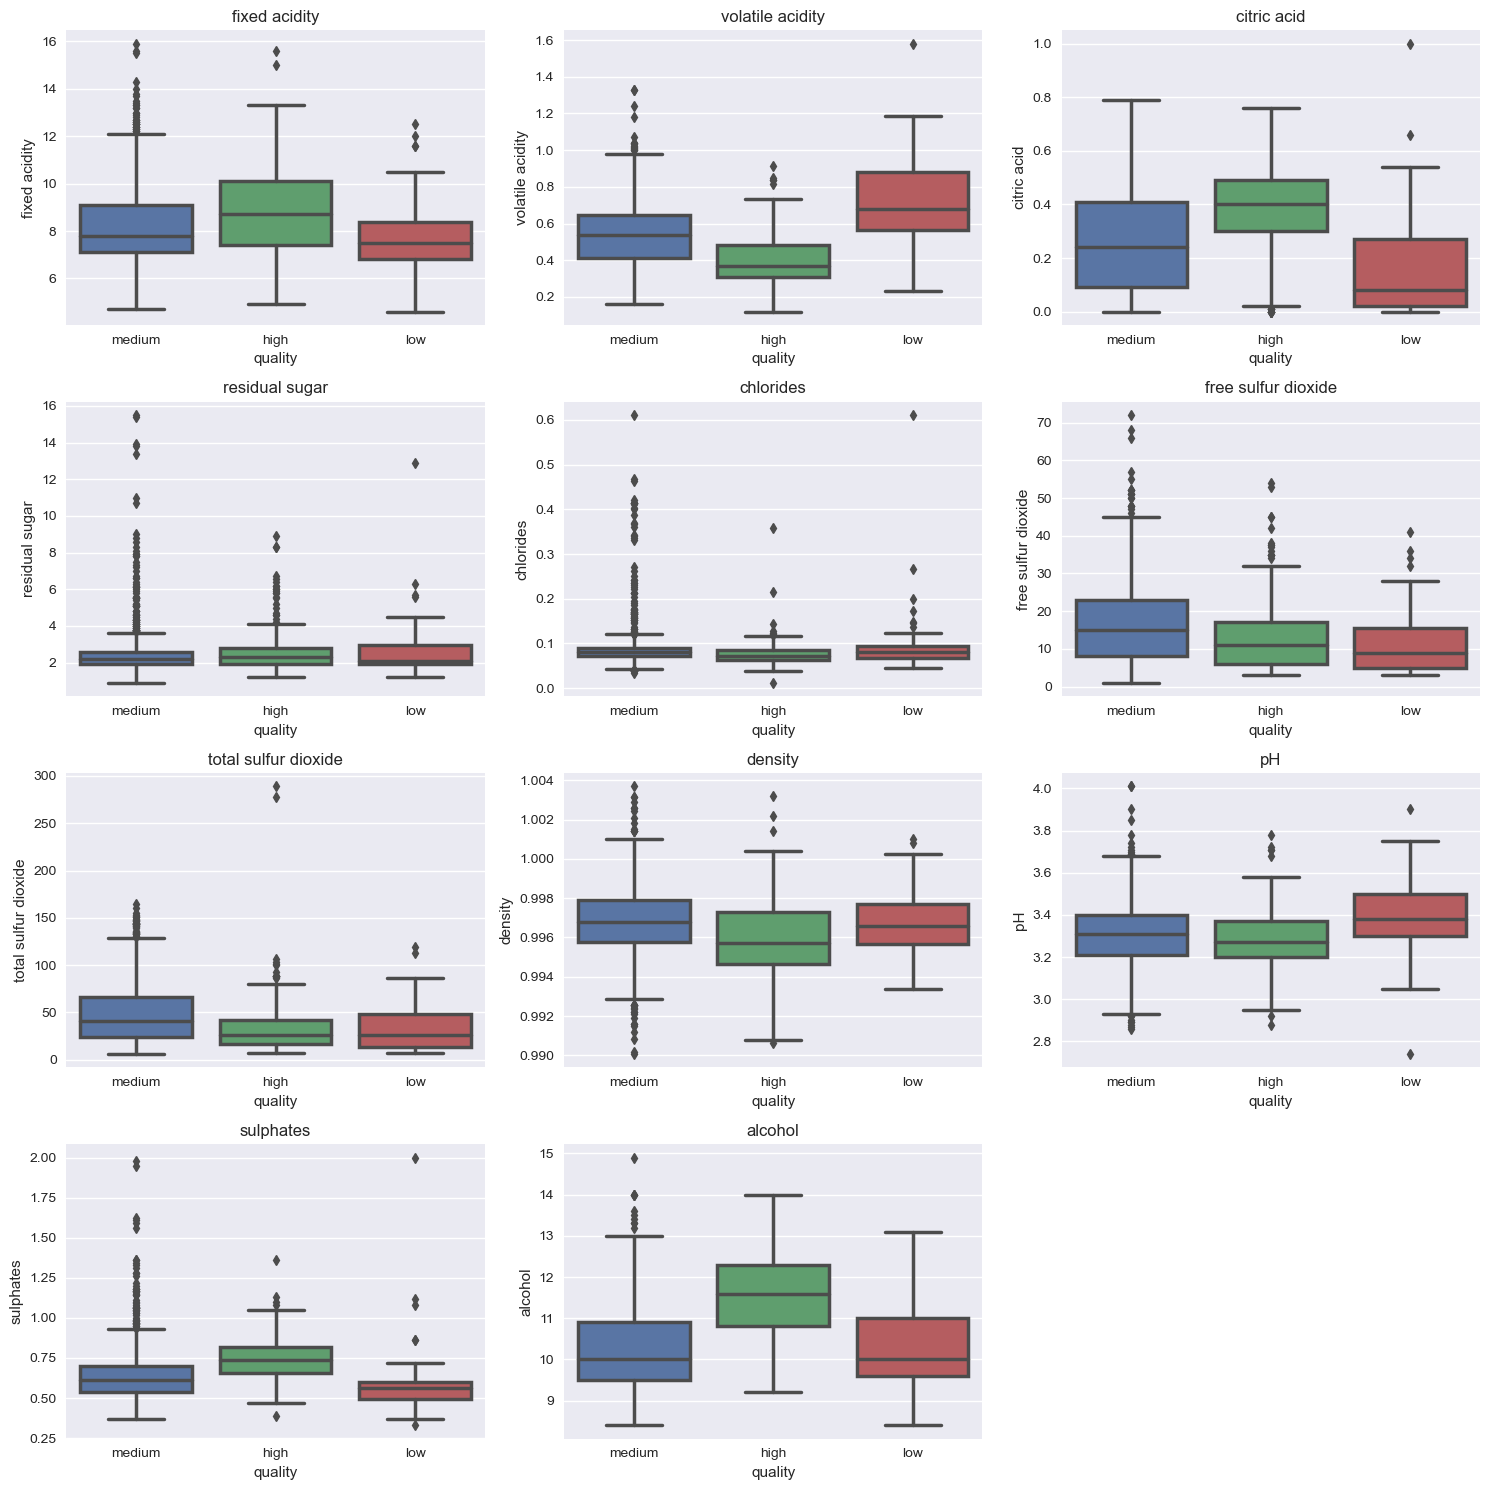 fixed acidity
fixed acidity
16
14
12
10
8
6
medium high low
quality
volatile acidity
volatile acidity
1.6
1.4
1.2
1.0
0.8
0.6
0.4
0.2
medium high low
quality
citric acid
citric acid
1.0
0.8
0.6
0.4
0.2
0.0
medium high low
quality
residual sugar
residual sugar
16
14
12
10
8
6
4
2
medium high low
quality
chlorides
chlorides
0.6
0.5
0.4
0.3
0.2
0.1
0.0
medium high low
quality
free sulfur dioxide
free sulfur dioxide
70
60
50
40
30
20
10
0
medium high low
quality
total sulfur dioxide
total sulfur dioxide
300
250
200
150
100
50
0
medium high low
quality
density
density
1.004
1.002
1.000
0.998
0.996
0.994
0.992
0.990
medium high low
quality
pH
pH
4.0
3.8
3.6
3.4
3.2
3.0
2.8
medium high low
quality
sulphates
sulphates
2.00
1.75
1.50
1.25
1.00
0.75
0.50
0.25
medium high low
quality
alcohol
alcohol
15
14
13
12
11
10
9
medium high low
quality